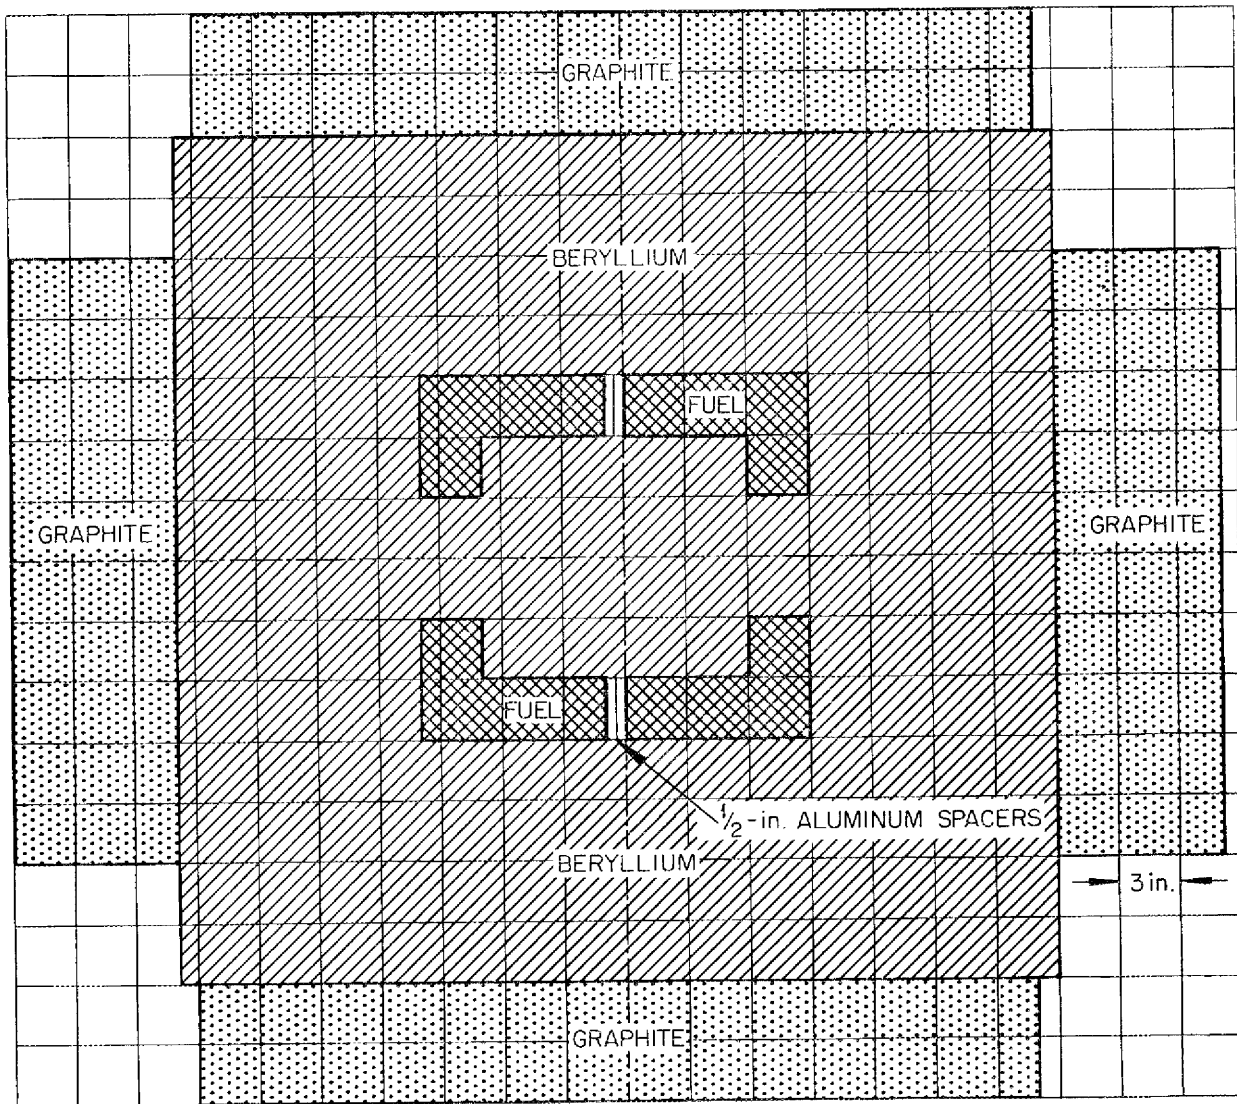 GRAPHITE
BERYLLIUM
FUEL
GRAPHITE
GRAPHITE
FUEL
½-in. ALUMINUM SPACERS
BERYLLIUM
3 in.
GRAPHITE